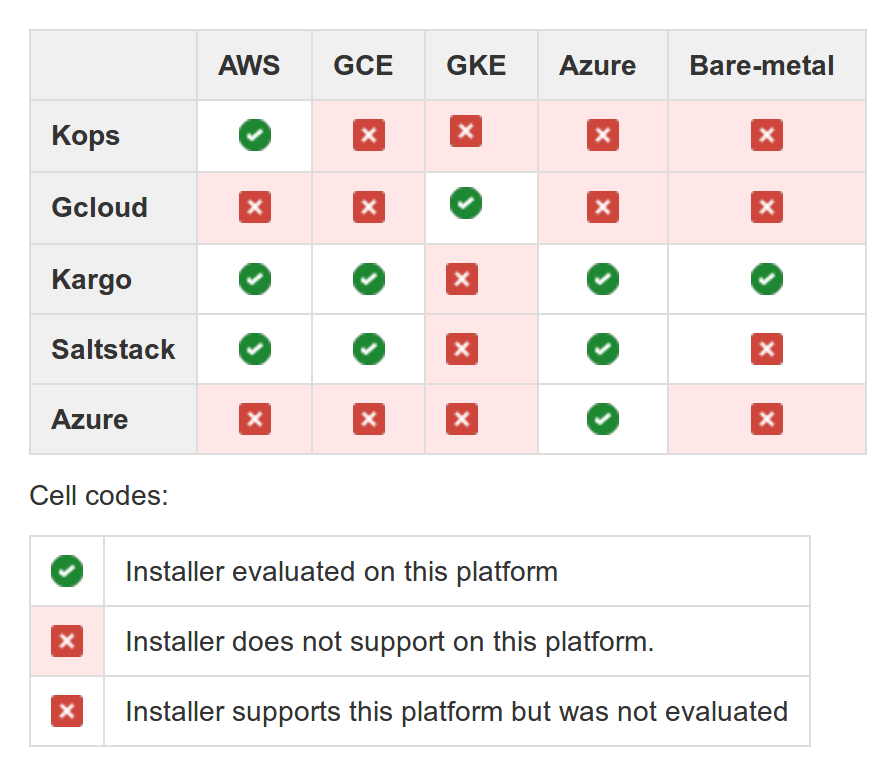 AWS GCE GKE Azure Bare-metal
Kops
Gcloud
Kargo
Saltstack
Azure
Cell codes:
Installer evaluated on this platform
Installer does not support on this platform.
Installer supports this platform but was not evaluated